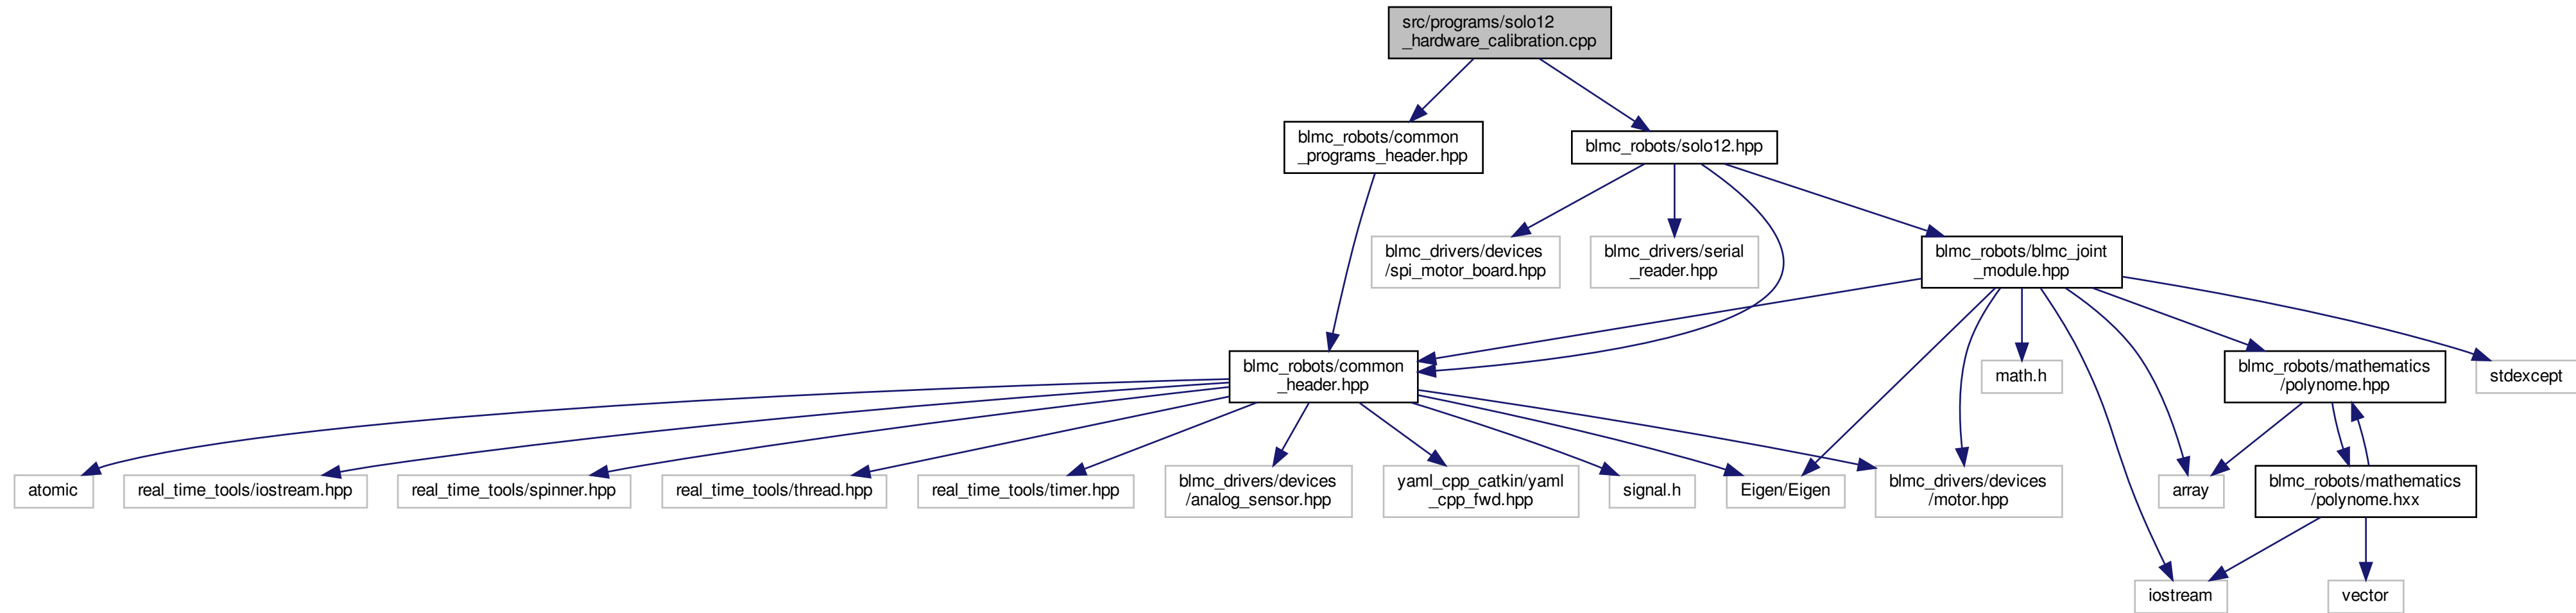 src/programs/solo12
_hardware_calibration.cpp
blmc_robots/common
_programs_header.hpp
blmc_robots/solo12.hpp
blmc_drivers/devices
/spi_motor_board.hpp
blmc_drivers/serial
_reader.hpp
blmc_robots/blmc_joint
_module.hpp
blmc_robots/common
_header.hpp
math.h
blmc_robots/mathematics
/polynome.hpp
stdexcept
atomic
real_time_tools/iostream.hpp
real_time_tools/spinner.hpp
real_time_tools/thread.hpp
real_time_tools/timer.hpp
blmc_drivers/devices
/analog_sensor.hpp
yaml_cpp_catkin/yaml
_cpp_fwd.hpp
signal.h
Eigen/Eigen
blmc_drivers/devices
/motor.hpp
array
blmc_robots/mathematics
/polynome.hxx
iostream
vector